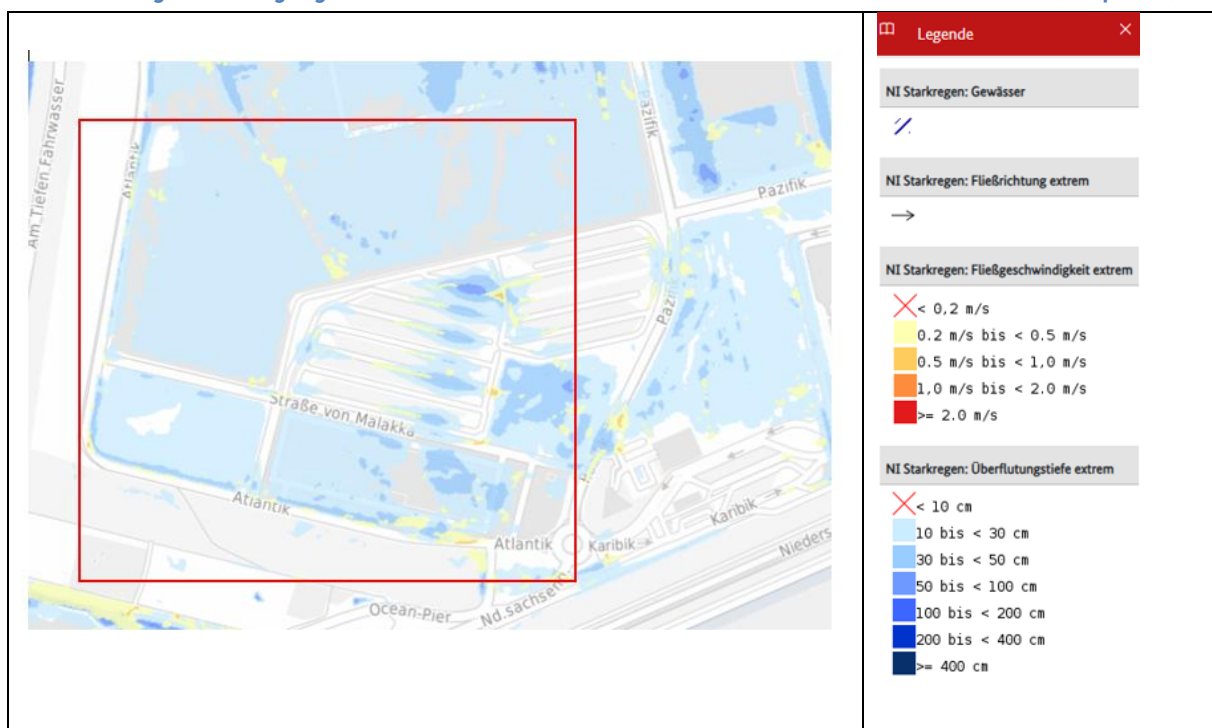 Am Tiefen Fahrwasser
Atlantik
Pazifik
Pazifik
Straße von Malakka
Atlantik
Atlantik
Karibik
Karibik
Nieders
Ocean-Pier
Nd.sachsenn.
Legende
NI Starkregen: Gewässer
NI Starkregen: Fließrichtung extrem
NI Starkregen: Fließgeschwindigkeit extrem
< 0,2 m/s
0.2 m/s bis < 0.5 m/s
0.5 m/s bis < 1,0 m/s
1,0 m/s bis < 2.0 m/s
>= 2.0 m/s
NI Starkregen: Überflutungstiefe extrem
< 10 cm
10 bis < 30 cm
30 bis < 50 cm
50 bis < 100 cm
100 bis < 200 cm
200 bis < 400 cm
>= 400 cm